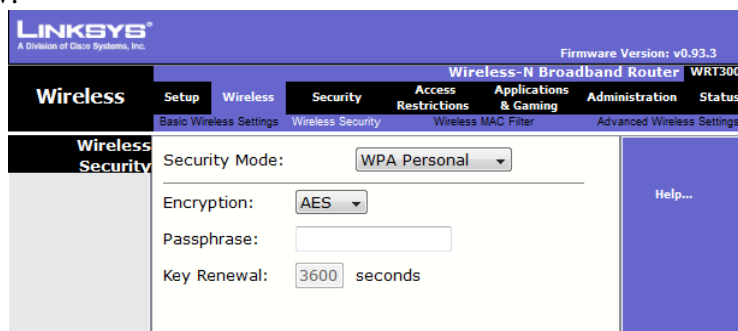 LINKSYS®
A Division of Cisco Systems, Inc.
Firmware Version: v0.93.3
Wireless-N Broadband Router WRT300
Wireless
Setup Wireless Security Access Restrictions Applications & Gaming Administration Status
Basic Wireless Settings Wireless Security Wireless MAC Filter Advanced Wireless Settings
Wireless Security
Security Mode: WPA Personal
Encryption: AES
Help...
Passphrase:
Key Renewal: 3600 seconds